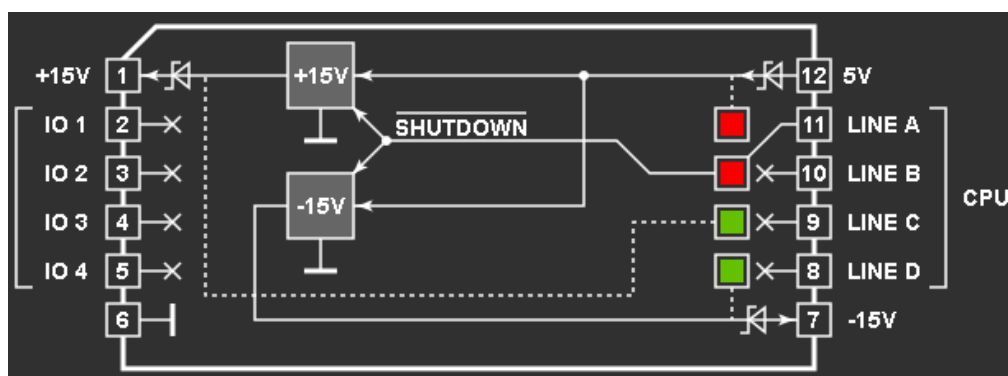 +15V 1 +15V 12 5V
IO 1 2 SHUTDOWN 11 LINE A
IO 2 3 10 LINE B
CPU
IO 3 4 -15V 9 LINE C
IO 4 5 8 LINE D
6 7 -15V